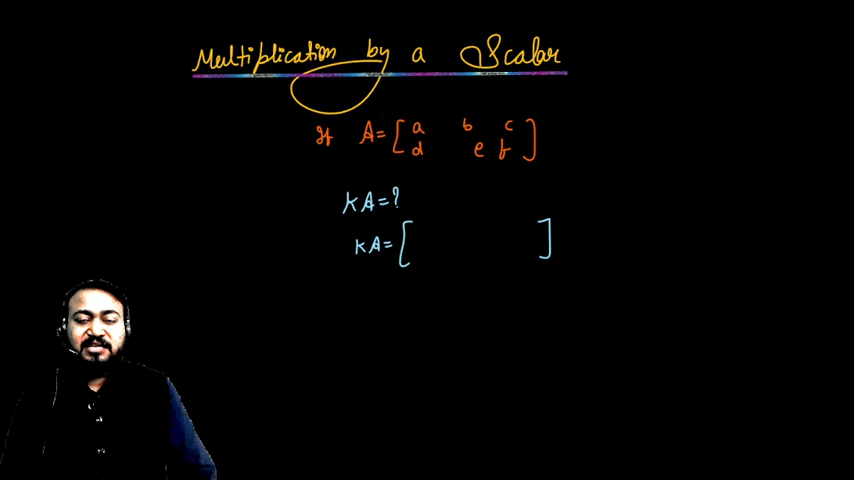 Multiplication by a Scalar
If A = [ a b c
d e f ]
KA = ?
KA = [ ]